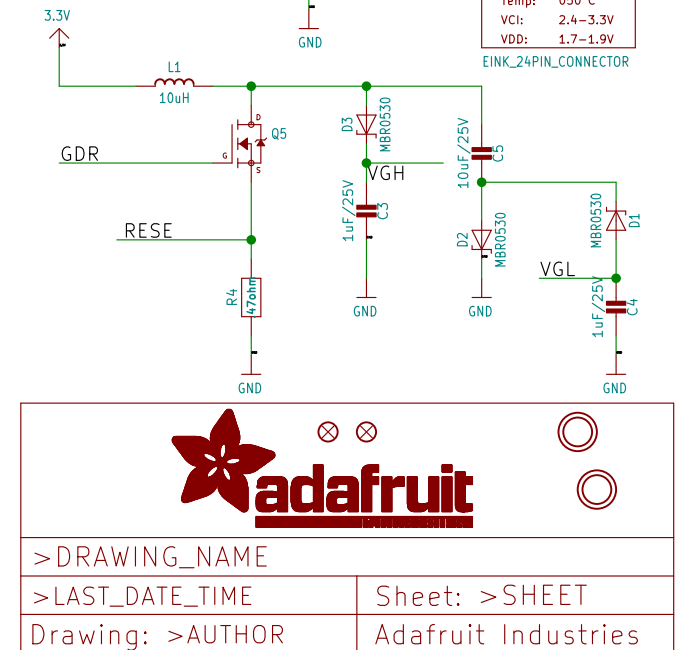 Temp: 050 C
VCI: 2.4-3.3V
VDD: 1.7-1.9V
EINK_24PIN_CONNECTOR
3.3V
GND
L1
10uH
D
Q5
G
S
GDR
RESE
R4
47ohm
GND
D3
MBR0530
VGH
1uF/25V
C3
GND
10uF/25V
C5
D2
MBR0530
GND
MBR0530
D1
VGL
1uF/25V
C4
GND
adafruit
>DRAWING_NAME
>LAST_DATE_TIME
Sheet: >SHEET
Drawing: >AUTHOR
Adafruit Industries